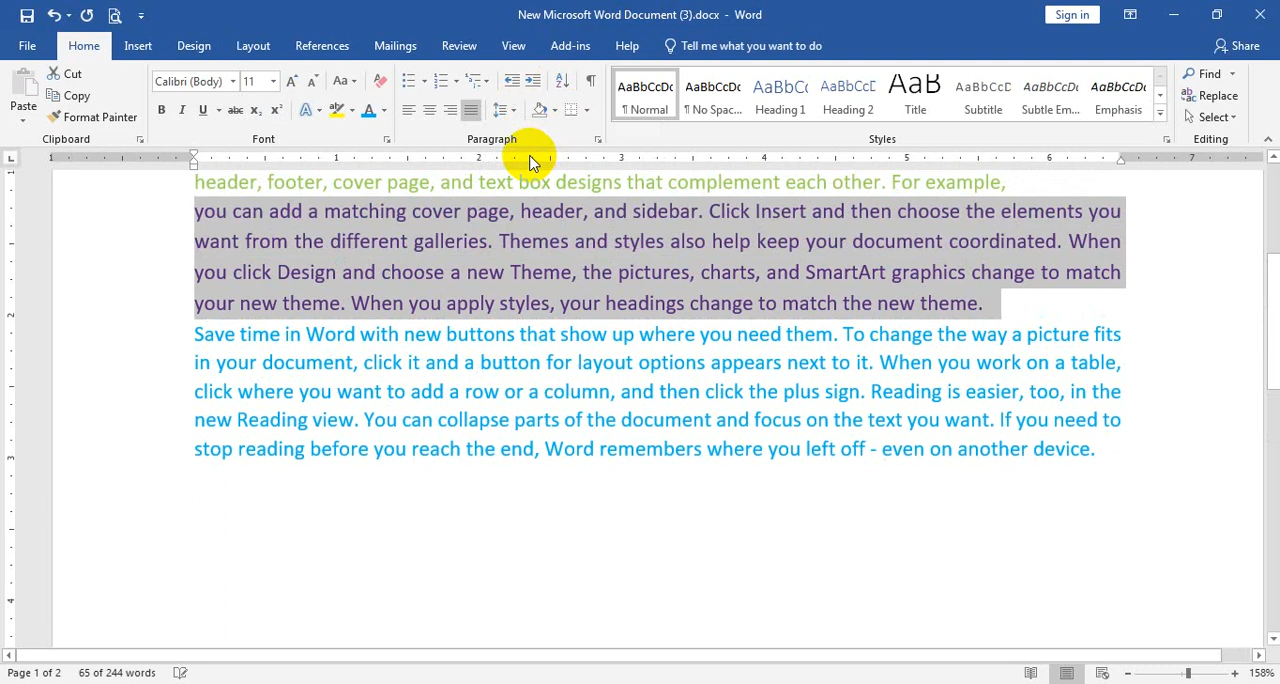 New Microsoft Word Document (3).docx - Word
Sign in
File Home Insert Design Layout References Mailings Review View Add-ins Help Tell me what you want to do Share
Paste
Cut
Copy
Format Painter
Clipboard
Calibri (Body) 11
Font
Paragraph
AaBbCcDc ¶ Normal
AaBbCcDc ¶ No Spac...
AaBbCc Heading 1
AaBbCcD Heading 2
AaB Title
AaBbCcD Subtitle
AaBbCcDc Subtle Em...
AaBbCcDc Emphasis
Styles
Find
Replace
Select
Editing
1 1 2 3 4 5 6 7
header, footer, cover page, and text box designs that complement each other. For example,
you can add a matching cover page, header, and sidebar. Click Insert and then choose the elements you
want from the different galleries. Themes and styles also help keep your document coordinated. When
you click Design and choose a new Theme, the pictures, charts, and SmartArt graphics change to match
your new theme. When you apply styles, your headings change to match the new theme.
Save time in Word with new buttons that show up where you need them. To change the way a picture fits
in your document, click it and a button for layout options appears next to it. When you work on a table,
click where you want to add a row or a column, and then click the plus sign. Reading is easier, too, in the
new Reading view. You can collapse parts of the document and focus on the text you want. If you need to
stop reading before you reach the end, Word remembers where you left off - even on another device.
Page 1 of 2 65 of 244 words 158%